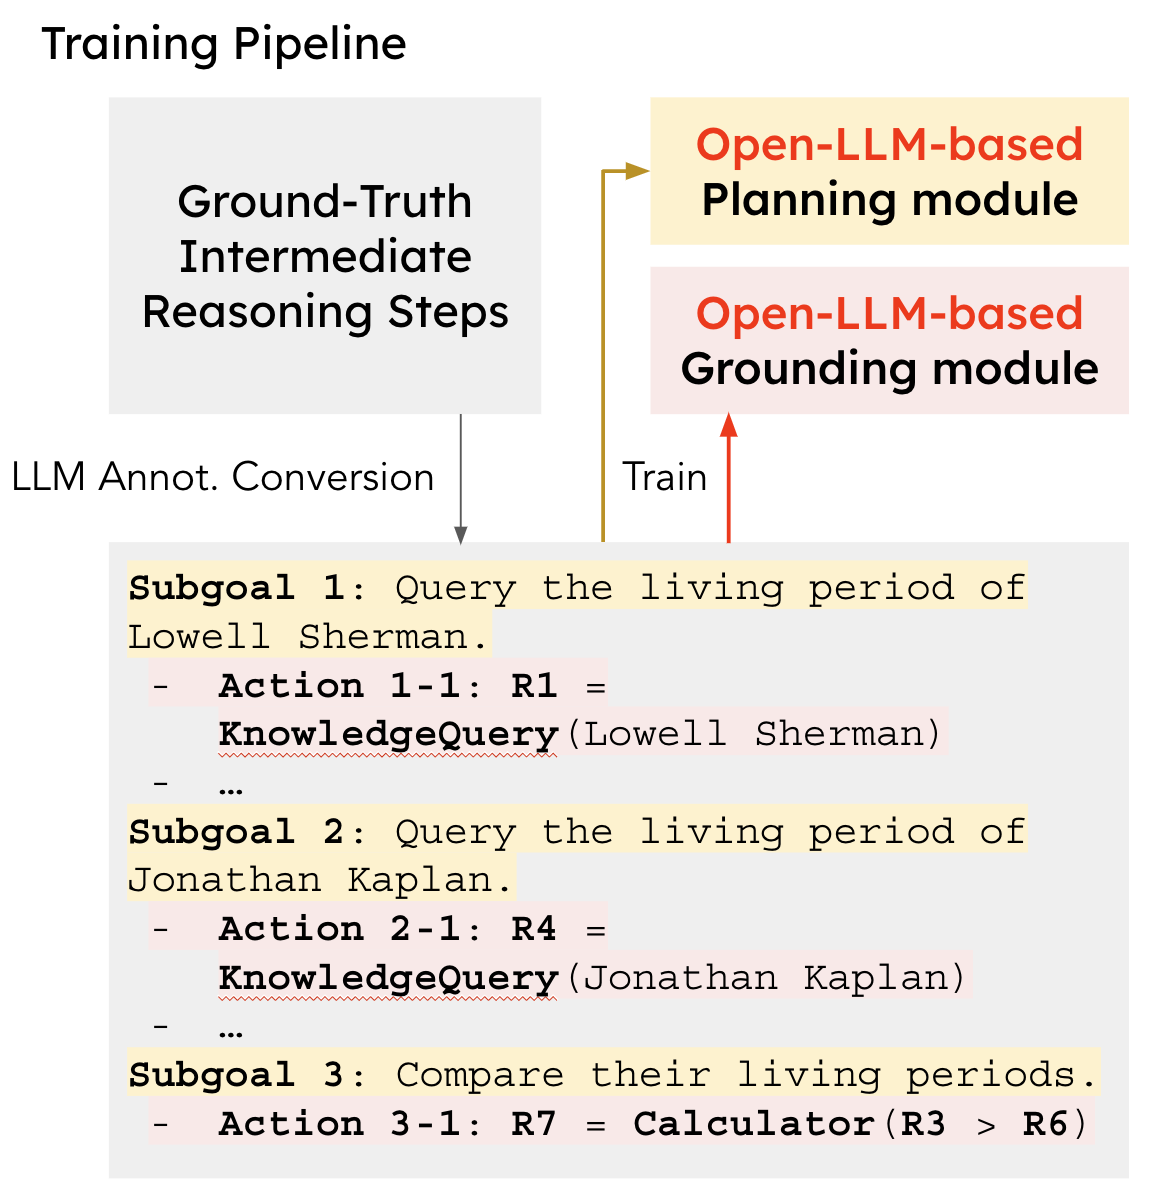 Training Pipeline
Ground-Truth
Intermediate
Reasoning Steps
Open-LLM-based
Planning module
Open-LLM-based
Grounding module
LLM Annot. Conversion
Train
Subgoal 1: Query the living period of
Lowell Sherman.
- Action 1-1: R1 =
KnowledgeQuery(Lowell Sherman)
- …
Subgoal 2: Query the living period of
Jonathan Kaplan.
- Action 2-1: R4 =
KnowledgeQuery(Jonathan Kaplan)
- …
Subgoal 3: Compare their living periods.
- Action 3-1: R7 = Calculator(R3 > R6)